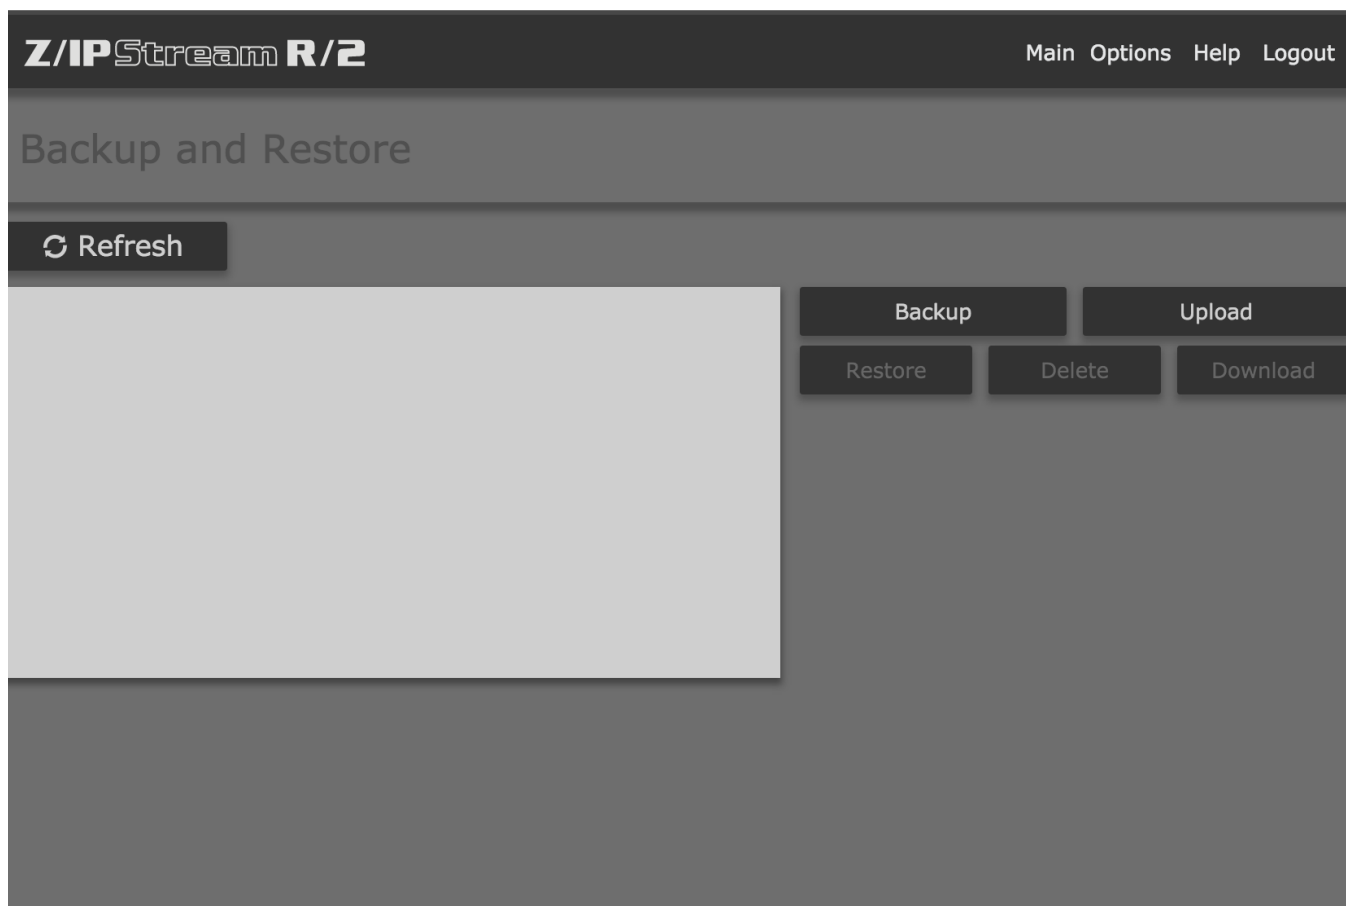 Z/IPStream R/2
Main Options Help Logout
Backup and Restore
Refresh
Backup Upload
Restore Delete Download